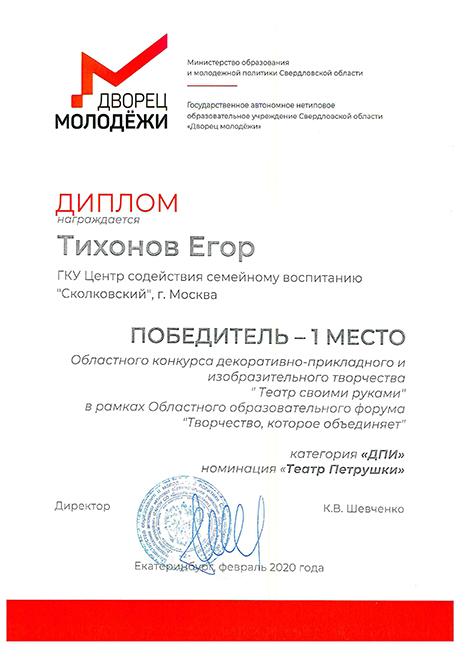 ДВОРЕЦ
МОЛОДЁЖИ
Министерство образования
и молодежной политики Свердловской области
Государственное автономное нетиповое
образовательное учреждение Свердловской области
«Дворец молодёжи»
ДИПЛОМ
награждается
Тихонов Егор
ГКУ Центр содействия семейному воспитанию
"Сколковский", г. Москва
ПОБЕДИТЕЛЬ – 1 МЕСТО
Областного конкурса декоративно-прикладного и
изобразительного творчества
" Театр своими руками"
в рамках Областного образовательного форума
"Творчество, которое объединяет"
категория «ДПИ»
номинация «Театр Петрушки»
Директор
К.В. Шевченко
Екатеринбург, февраль 2020 года